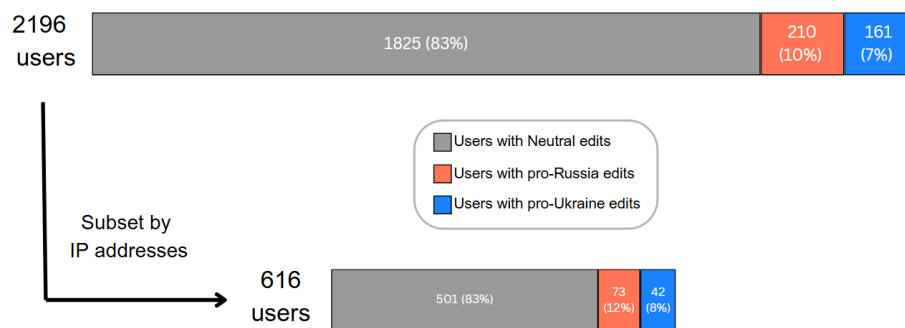 2196
users
1825 (83%)
210
(10%)
161
(7%)
Users with Neutral edits
Users with pro-Russia edits
Users with pro-Ukraine edits
Subset by
IP addresses
616
users
501 (83%)
73
(12%)
42
(8%)